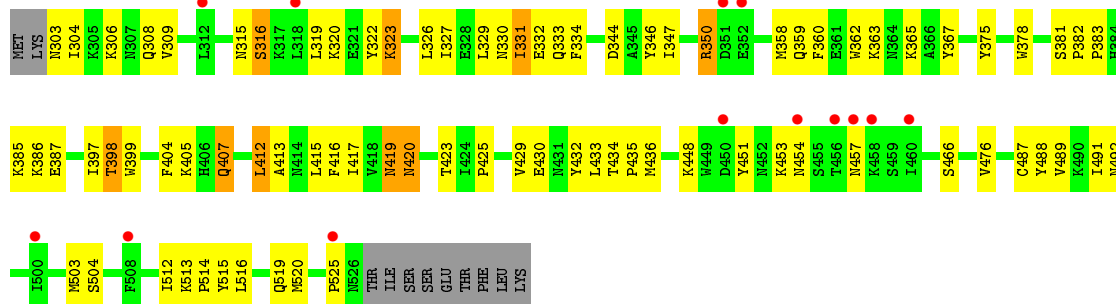 MET LYS N303 I304 K305 K306 N307 Q308 V309 L312 N315 S316 K317 L318 L319 K320 E321 Y322 K323 L326 I327 E328 L329 N330 I331 E332 Q333 F334 D344 A345 Y346 I347 R350 D351 E352 M358 Q359 F360 E361 W362 K363 N364 K365 A366 Y367 Y375 W378 S381 P382 P383 H384
K385 K386 E387 I397 T398 W399 F404 K405 H406 Q407 L412 A413 N414 L415 F416 I417 V418 N419 N420 T423 I424 P425 V429 E430 N431 Y432 L433 T434 P435 M436 K448 W449 D450 Y451 N452 K453 N454 S455 T456 N457 K458 S459 I460 S466 V476 C487 Y488 V489 K490 I491 N492
I500 M503 S504 F508 I512 K513 P514 Y515 L516 Q519 M520 P525 N526 THR ILE SER SER GLU THR PHE LEU LYS